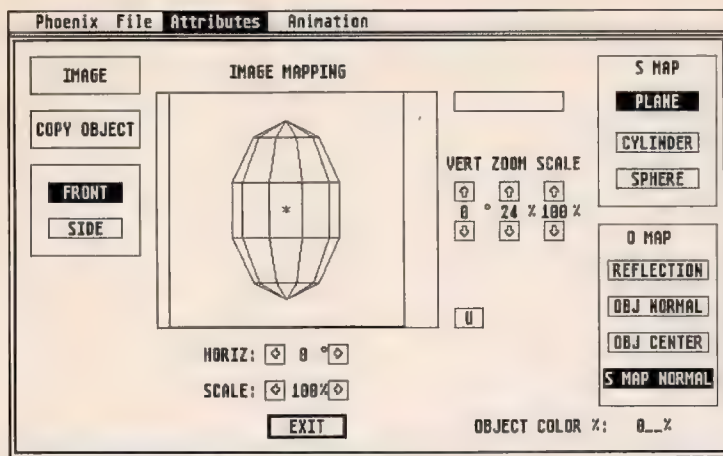 Phoenix File Attributes Animation
IMAGE
IMAGE MAPPING
S MAP
COPY OBJECT
PLANE
CYLINDER
SPHERE
FRONT
SIDE
VERT ZOOM SCALE
0 ° 24 % 100 %
O MAP
REFLECTION
OBJ NORMAL
OBJ CENTER
S MAP NORMAL
U
HORIZ: 0 °
SCALE: 100%
EXIT
OBJECT COLOR %: 0__%